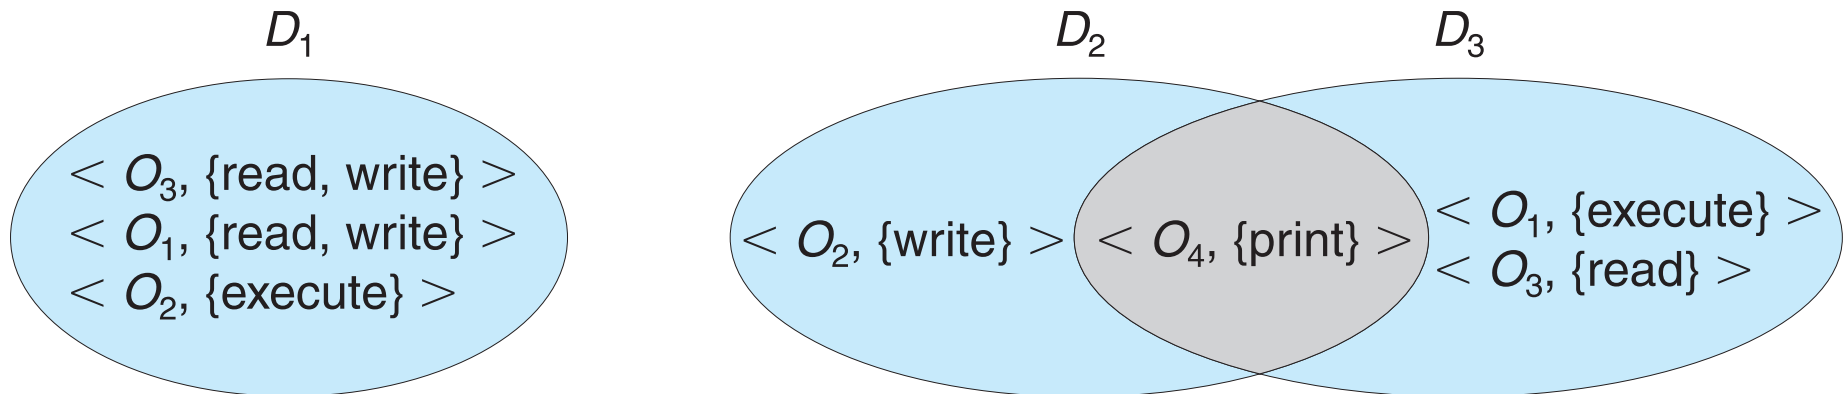 D₁
D₂
D₃
< O₃, {read, write} >
< O₁, {read, write} >
< O₂, {execute} >
< O₂, {write} >
< O₄, {print} >
< O₁, {execute} >
< O₃, {read} >